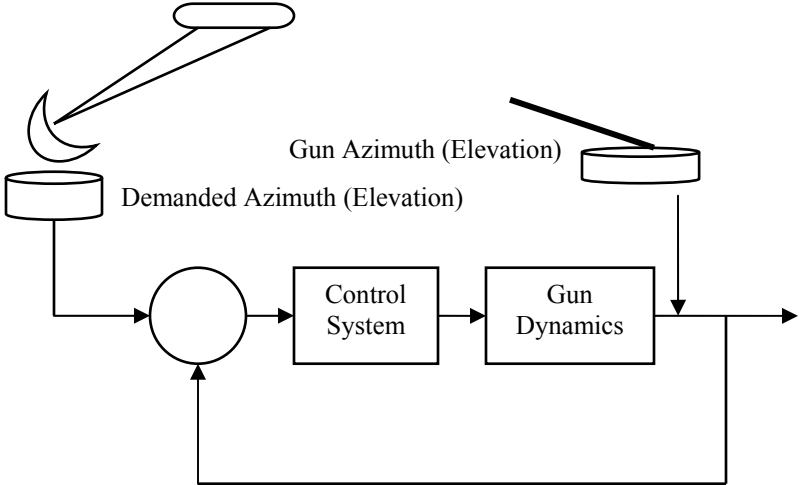 Gun Azimuth (Elevation)
Demanded Azimuth (Elevation)
Control
System
Gun
Dynamics